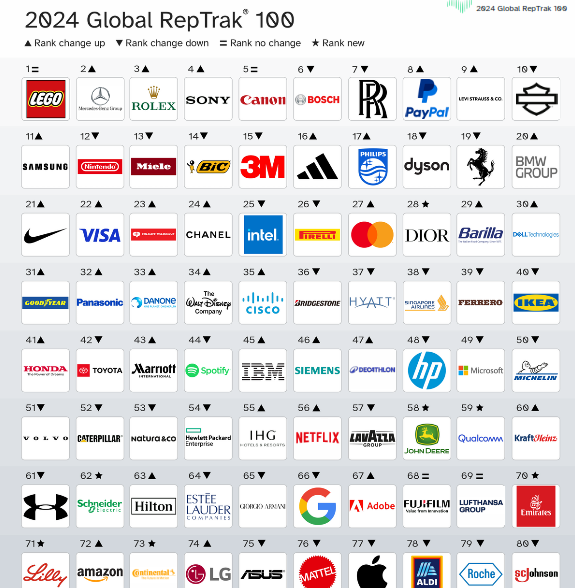 2024 Global RepTrak 100
2024 Global RepTrak® 100
▲ Rank change up ▼ Rank change down = Rank no change ★ Rank new
1 = 2 ▲ 3 ▲ 4 ▲ 5 = 6 ▼ 7 ▼ 8 ▲ 9 ▲ 10 ▼
LEGO Mercedes-Benz Group ROLEX SONY Canon BOSCH RR PayPal LEVI STRAUSS & CO.
11 ▲ 12 ▼ 13 ▼ 14 ▼ 15 ▼ 16 ▲ 17 ▲ 18 ▼ 19 ▼ 20 ▲
SAMSUNG Nintendo Miele BIC 3M PHILIPS dyson BMW GROUP
21 ▲ 22 ▲ 23 ▲ 24 ▲ 25 ▼ 26 ▼ 27 ▲ 28 ★ 29 ▲ 30 ▲
VISA CHANEL intel. PIRELLI DIOR Barilla DELL Technologies
31 ▲ 32 ▲ 33 ▲ 34 ▲ 35 ▲ 36 ▼ 37 ▼ 38 ▼ 39 ▼ 40 ▼
GOODYEAR Panasonic DANONE The Walt Disney Company CISCO BRIDGESTONE HYATT SINGAPORE AIRLINES FERRERO IKEA
41 ▲ 42 ▼ 43 ▲ 44 ▼ 45 ▲ 46 ▲ 47 ▲ 48 ▼ 49 ▼ 50 ▼
HONDA The Power of Dreams TOYOTA Marriott INTERNATIONAL Spotify IBM SIEMENS DECATHLON hp Microsoft MICHELIN
51 ▼ 52 ▼ 53 ▼ 54 ▼ 55 ▲ 56 ▲ 57 ▼ 58 ★ 59 ★ 60 ▲
VOLVO CATERPILLAR natura&co Hewlett Packard Enterprise IHG HOTELS & RESORTS NETFLIX LAVAZZA GROUP JOHN DEERE Qualcomm KraftHeinz
61 ▼ 62 ★ 63 ▲ 64 ▼ 65 ▼ 66 ▼ 67 ▼ 68 = 69 = 70 ★
Schneider Electric Hilton ESTĒE LAUDER COMPANIES GIORGIO ARMANI G Adobe FUJIFILM Value from Innovation LUFTHANSA GROUP Emirates
71 ★ 72 ▲ 73 ★ 74 ▲ 75 ▼ 76 ▼ 77 ▲ 78 ▼ 79 ▼ 80 ▼
Lilly amazon Continental LG ASUS MATTEL ALDI Roche SC Johnson